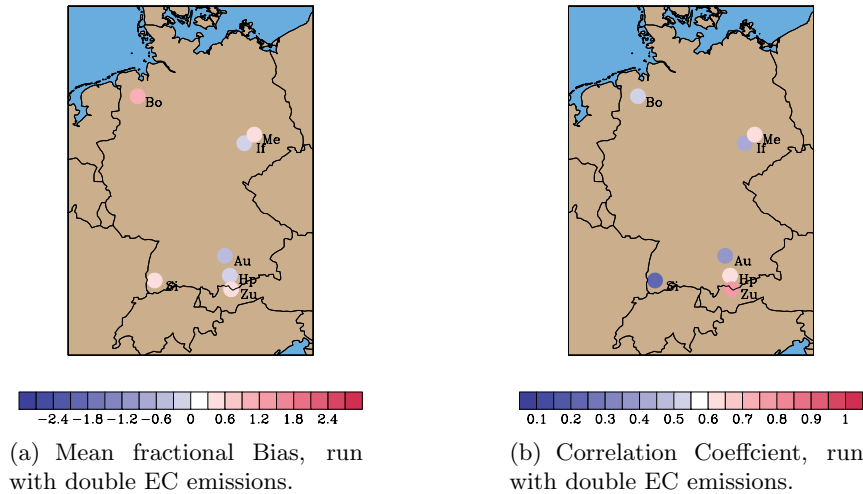 Bo
Me
If
Au
Hp
Si
Zu
-2.4 -1.8 -1.2 -0.6 0 0.6 1.2 1.8 2.4
(a) Mean fractional Bias, run
with double EC emissions.
Bo
Me
If
Au
Hp
Si
Zu
0.1 0.2 0.3 0.4 0.5 0.6 0.7 0.8 0.9 1
(b) Correlation Coeffcient, run
with double EC emissions.